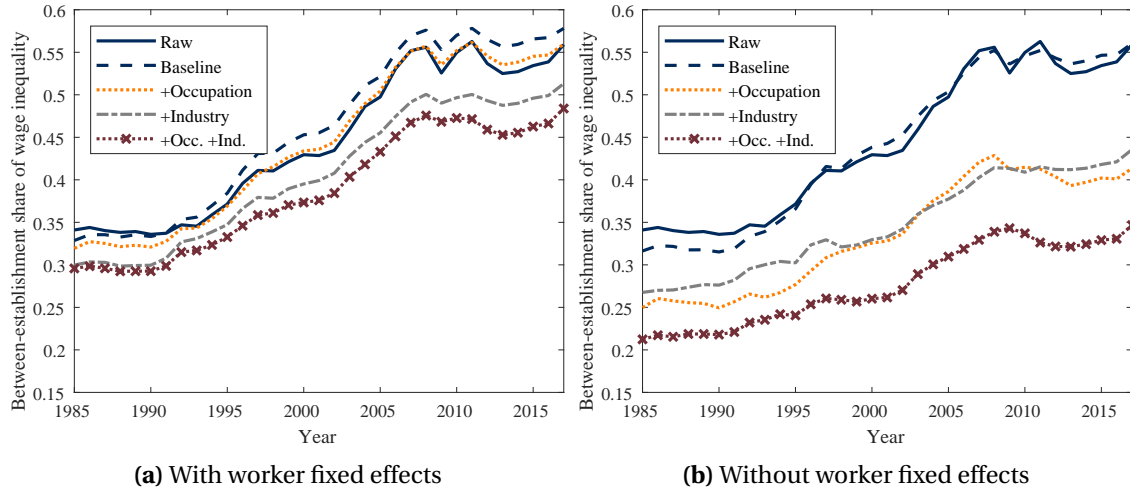 Between-establishment share of wage inequality
0.6
0.55
0.5
0.45
0.4
0.35
0.3
0.25
0.2
0.15
Raw
Baseline
+Occupation
+Industry
+Occ. +Ind.
1985 1990 1995 2000 2005 2010 2015
Year
(a) With worker fixed effects
Between-establishment share of wage inequality
0.6
0.55
0.5
0.45
0.4
0.35
0.3
0.25
0.2
0.15
Raw
Baseline
+Occupation
+Industry
+Occ. +Ind.
1985 1990 1995 2000 2005 2010 2015
Year
(b) Without worker fixed effects